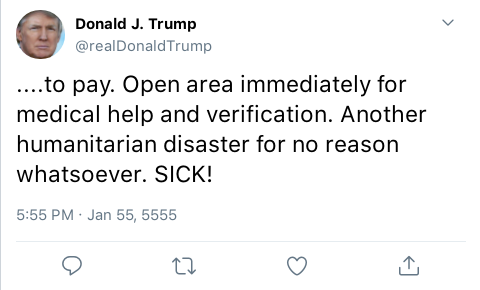 Donald J. Trump
@realDonaldTrump
....to pay. Open area immediately for
medical help and verification. Another
humanitarian disaster for no reason
whatsoever. SICK!
5:55 PM · Jan 55, 5555